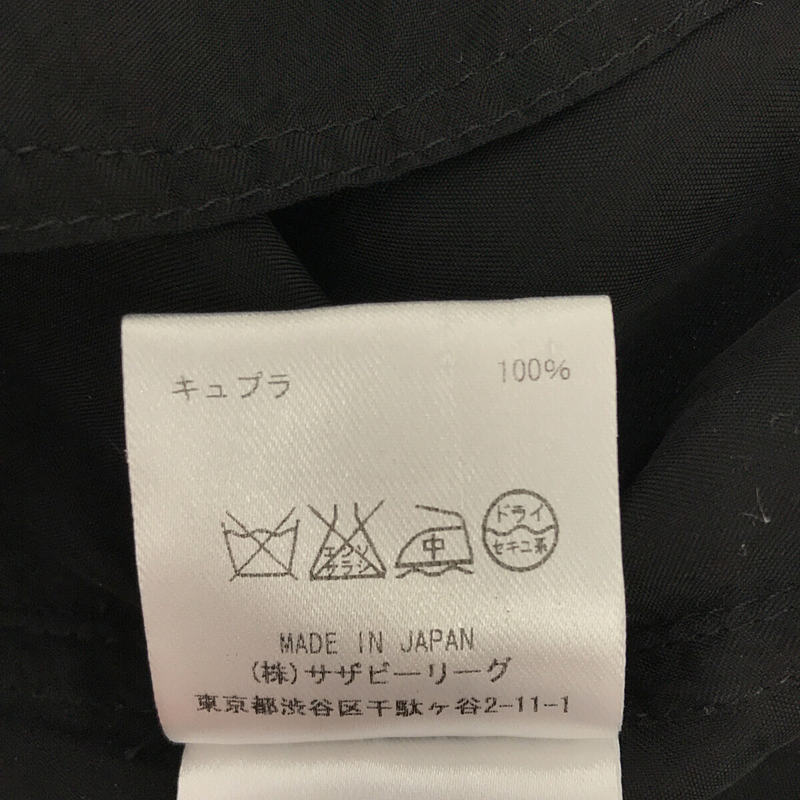 キュプラ 100%
エンソ
サラシ
中
ドライ
セキユ系
MADE IN JAPAN
(株)サザビーリーグ
東京都渋谷区千駄ヶ谷2-11-1